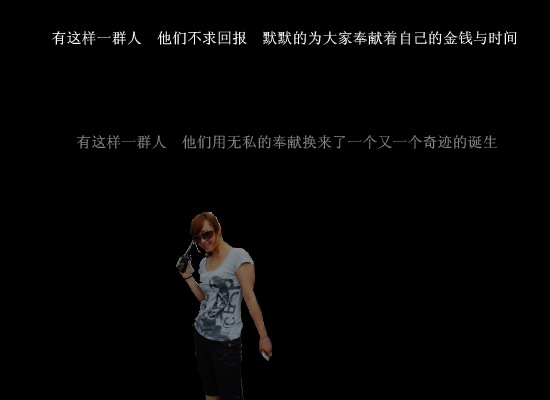 有这样一群人　他们不求回报　默默的为大家奉献着自己的金钱与时间
有这样一群人　他们用无私的奉献换来了一个又一个奇迹的诞生